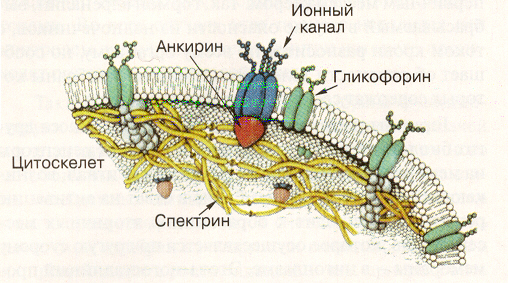 Ионный
канал
Анкирин
Гликофорин
Цитоскелет
Спектрин